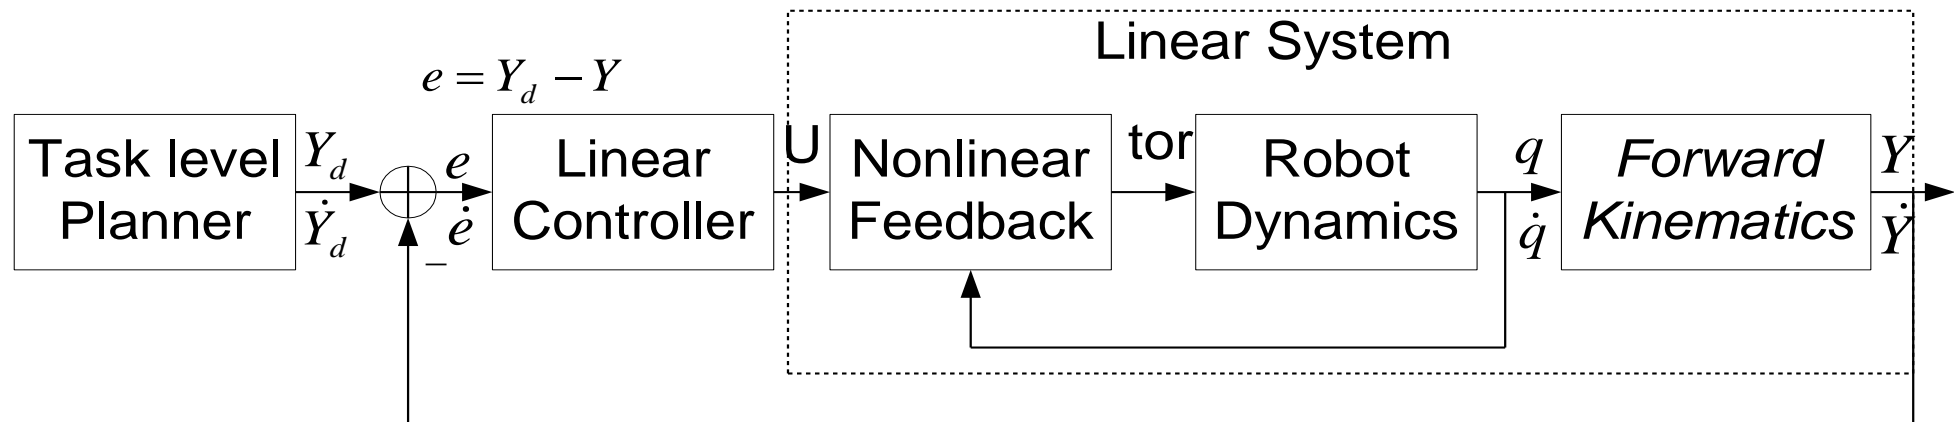 Linear System
e = Y_d − Y
Task level
Planner
Y_d
Ẏ_d
e
ė
−
Linear
Controller
U
Nonlinear
Feedback
tor
Robot
Dynamics
q
q̇
Forward
Kinematics
Y
Ẏ